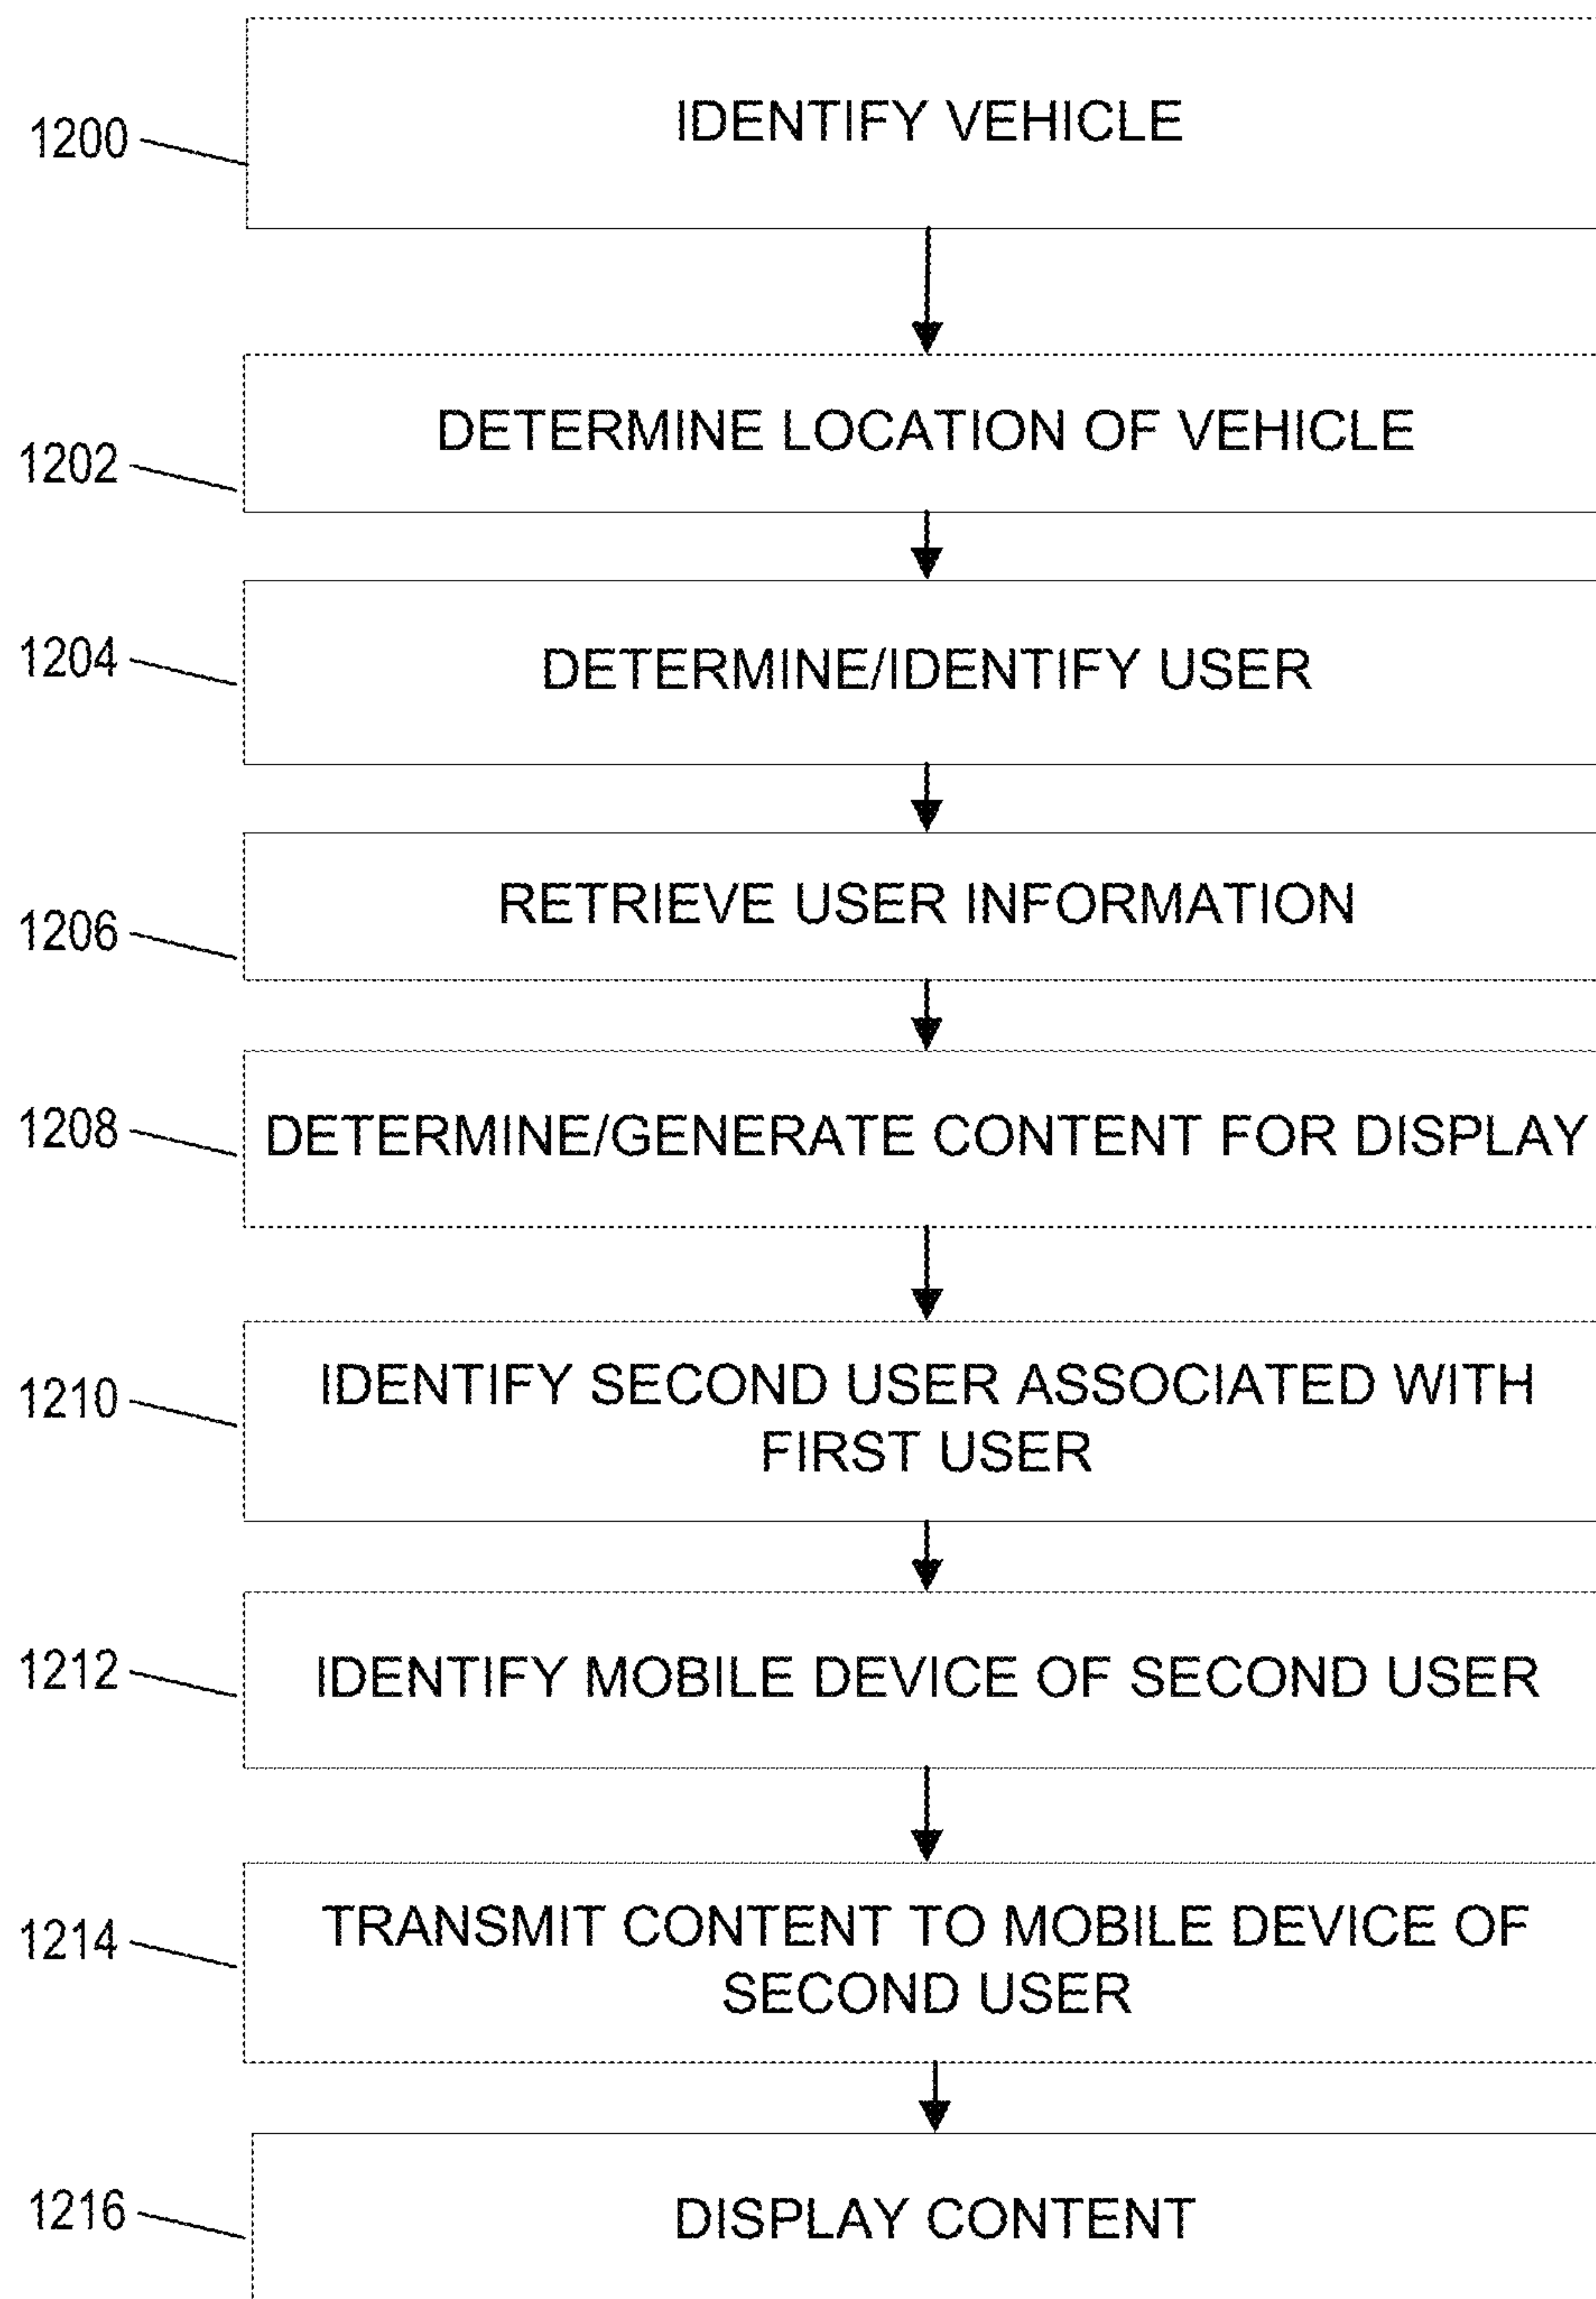 1200
IDENTIFY VEHICLE
1202
DETERMINE LOCATION OF VEHICLE
1204
DETERMINE/IDENTIFY USER
1206
RETRIEVE USER INFORMATION
1208
DETERMINE/GENERATE CONTENT FOR DISPLAY
1210
IDENTIFY SECOND USER ASSOCIATED WITH
FIRST USER
1212
IDENTIFY MOBILE DEVICE OF SECOND USER
1214
TRANSMIT CONTENT TO MOBILE DEVICE OF
SECOND USER
1216
DISPLAY CONTENT